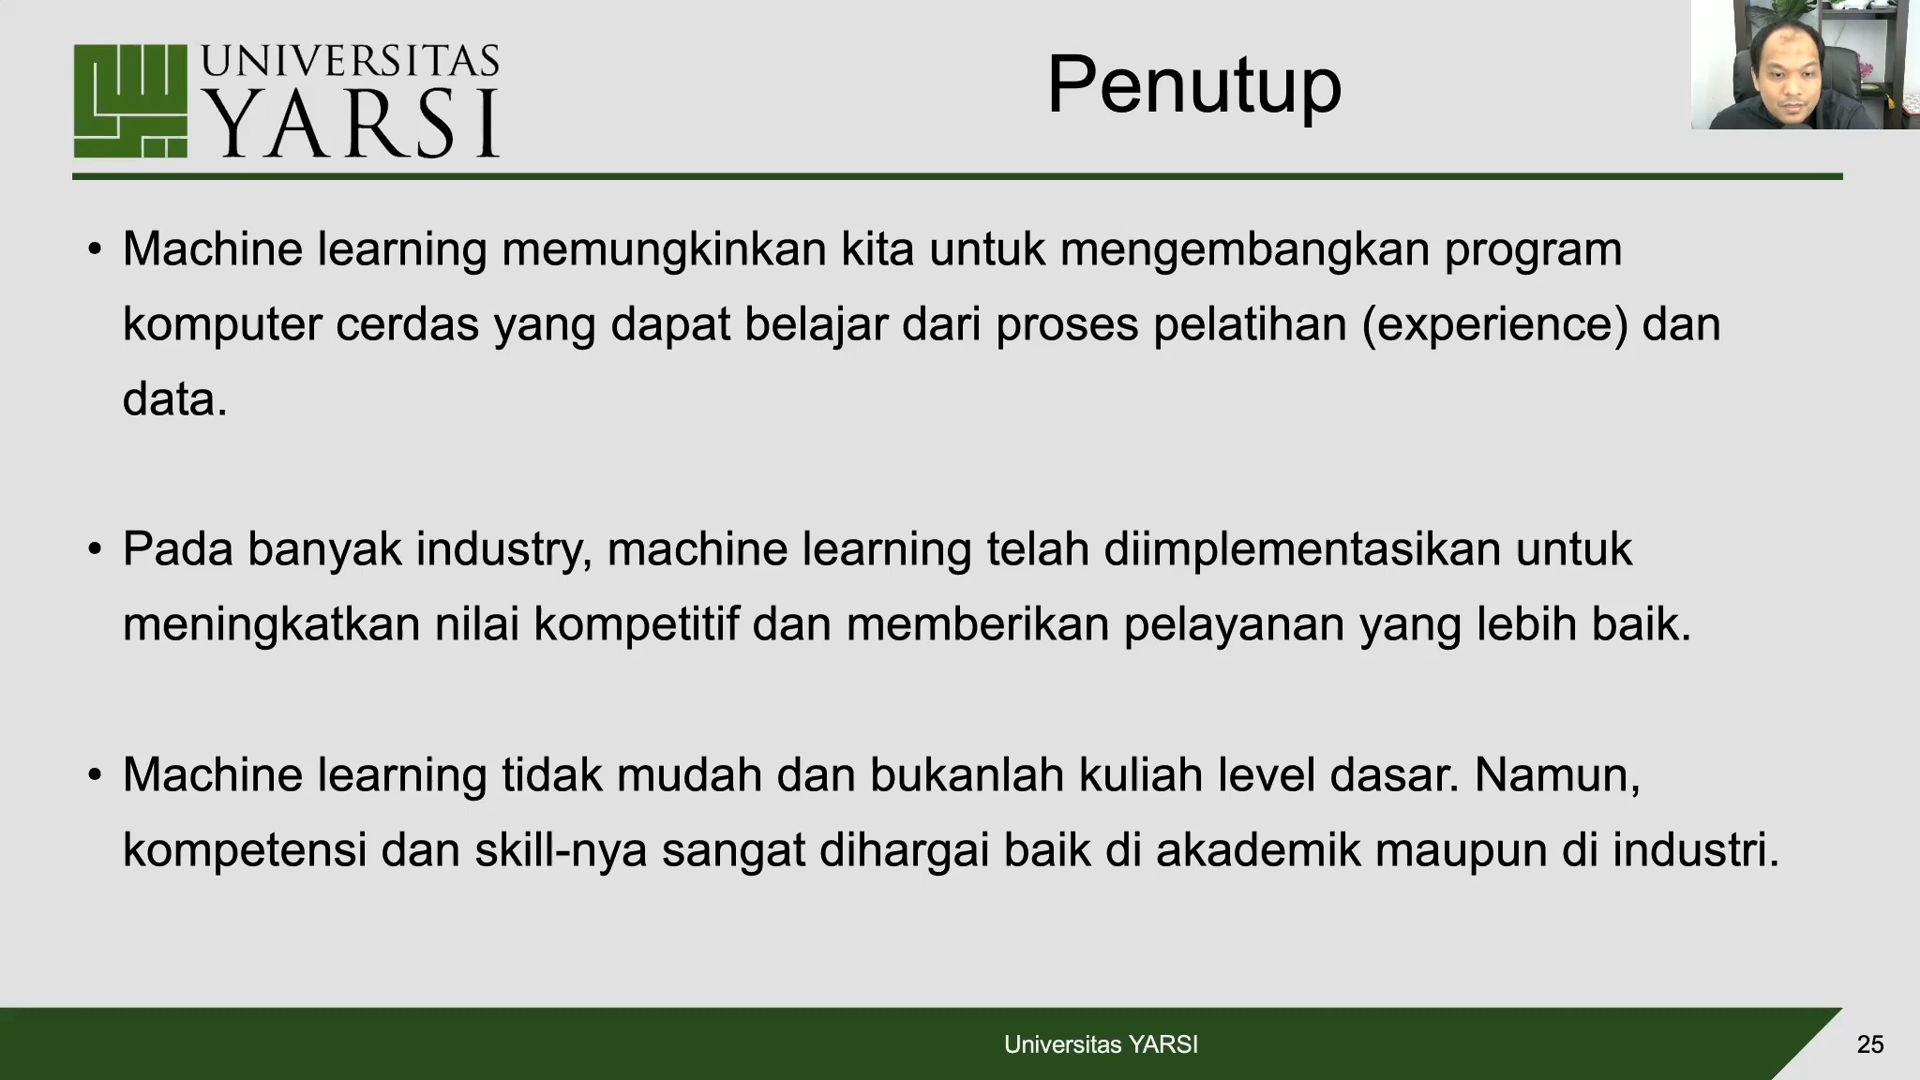 UNIVERSITAS
YARSI
Penutup
• Machine learning memungkinkan kita untuk mengembangkan program
komputer cerdas yang dapat belajar dari proses pelatihan (experience) dan
data.
• Pada banyak industry, machine learning telah diimplementasikan untuk
meningkatkan nilai kompetitif dan memberikan pelayanan yang lebih baik.
• Machine learning tidak mudah dan bukanlah kuliah level dasar. Namun,
kompetensi dan skill-nya sangat dihargai baik di akademik maupun di industri.
Universitas YARSI
25